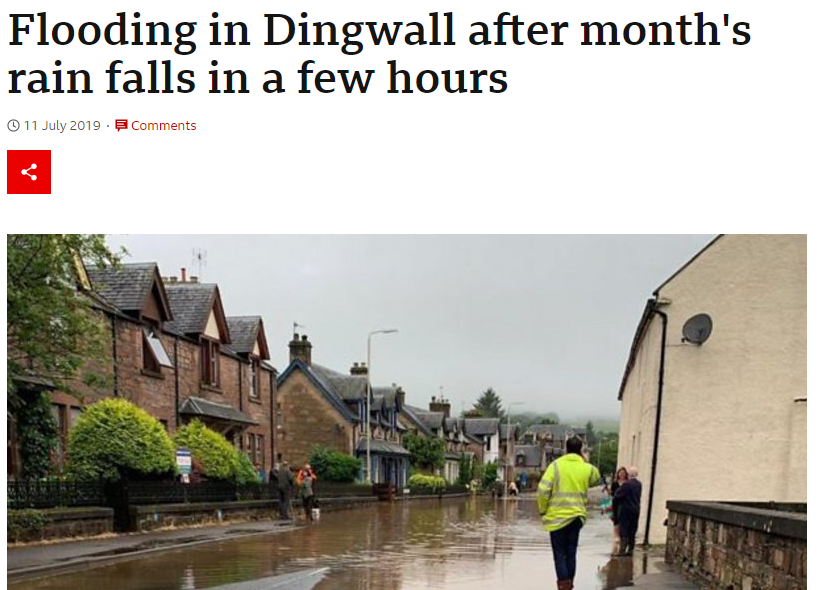 Flooding in Dingwall after month's
rain falls in a few hours
11 July 2019 · Comments